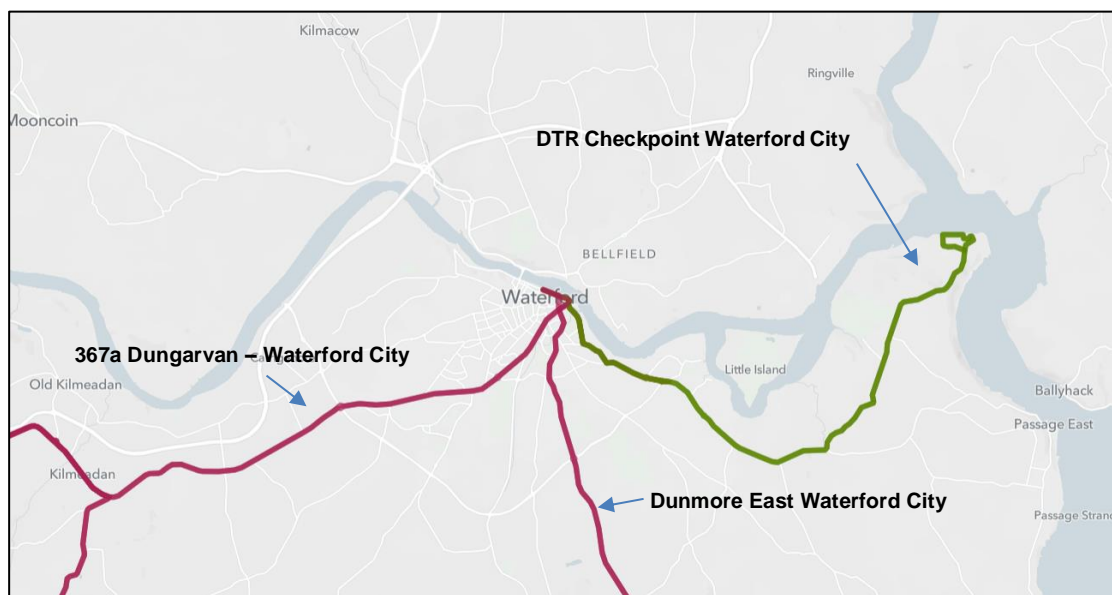 Kilmacow
Ringville
Mooncoin
DTR Checkpoint Waterford City
BELLFIELD
Waterford
367a Dungarvan – Waterford City
Little Island
Old Kilmeadan
Ballyhack
Passage East
Kilmeadan
Dunmore East Waterford City
Passage Strand